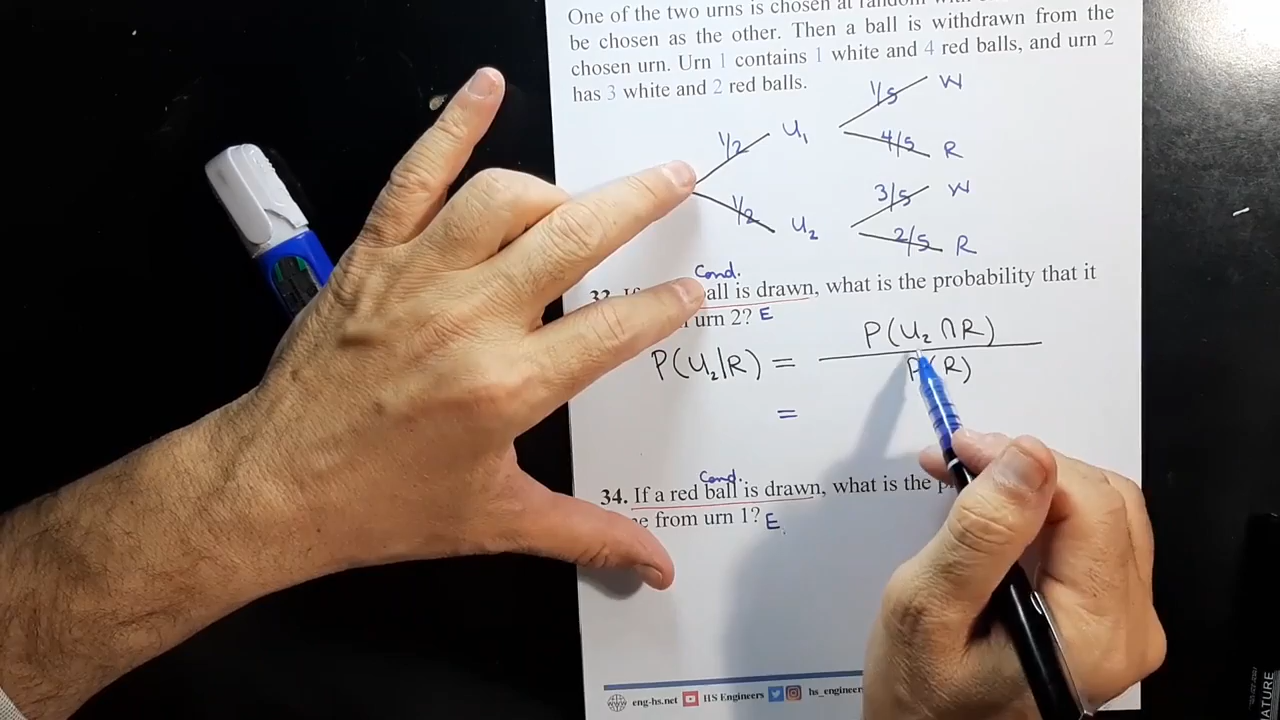 One of the two urns is chosen at random with
be chosen as the other. Then a ball is withdrawn from the
chosen urn. Urn 1 contains 1 white and 4 red balls, and urn 2
has 3 white and 2 red balls.
1/5 W
1/2 U₁
4/5 R
3/5 W
1/2 U₂
2/5 R
Cond.
33. If ball is drawn, what is the probability that it
urn 2? E
P(U₂|R) = P(U₂∩R)
P(R)
=
Cond.
34. If a red ball is drawn, what is the
from urn 1? E
eng-hs.net HS Engineers hs_engineer
ATURE